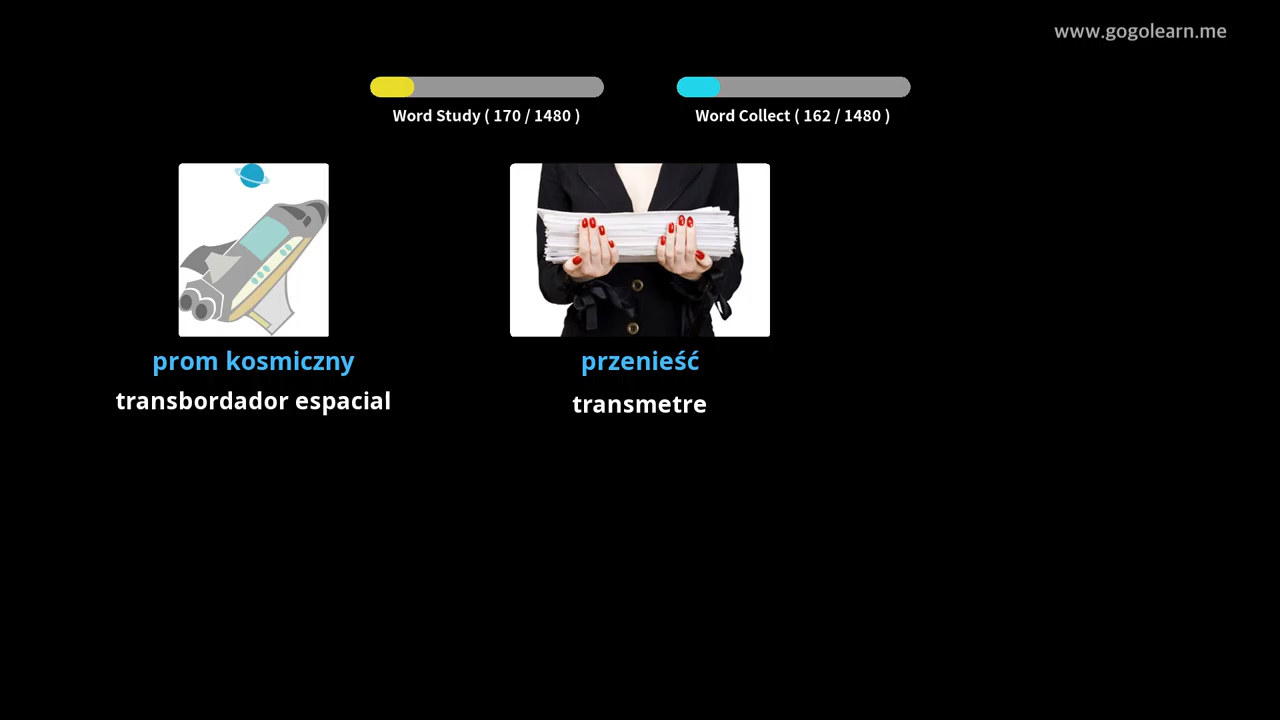 www.gogolearn.me
Word Study ( 170 / 1480 )
Word Collect ( 162 / 1480 )
prom kosmiczny
transbordador espacial
przenieść
transmetre